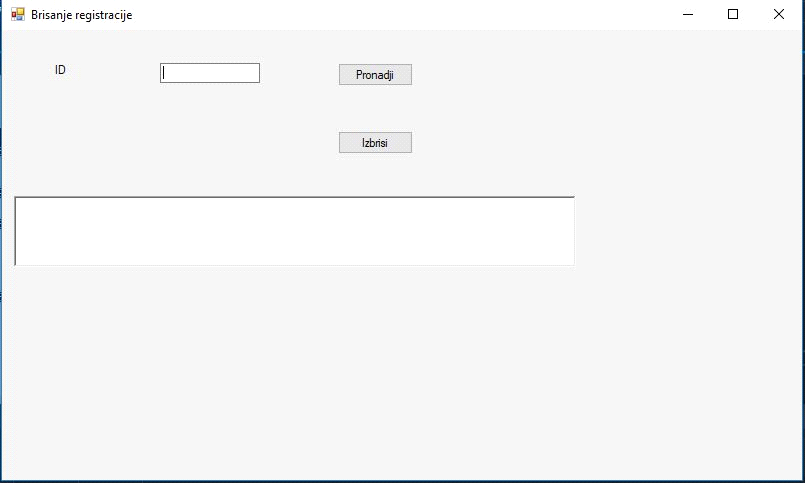 Brisanje registracije
ID
Pronadji
Izbrisi